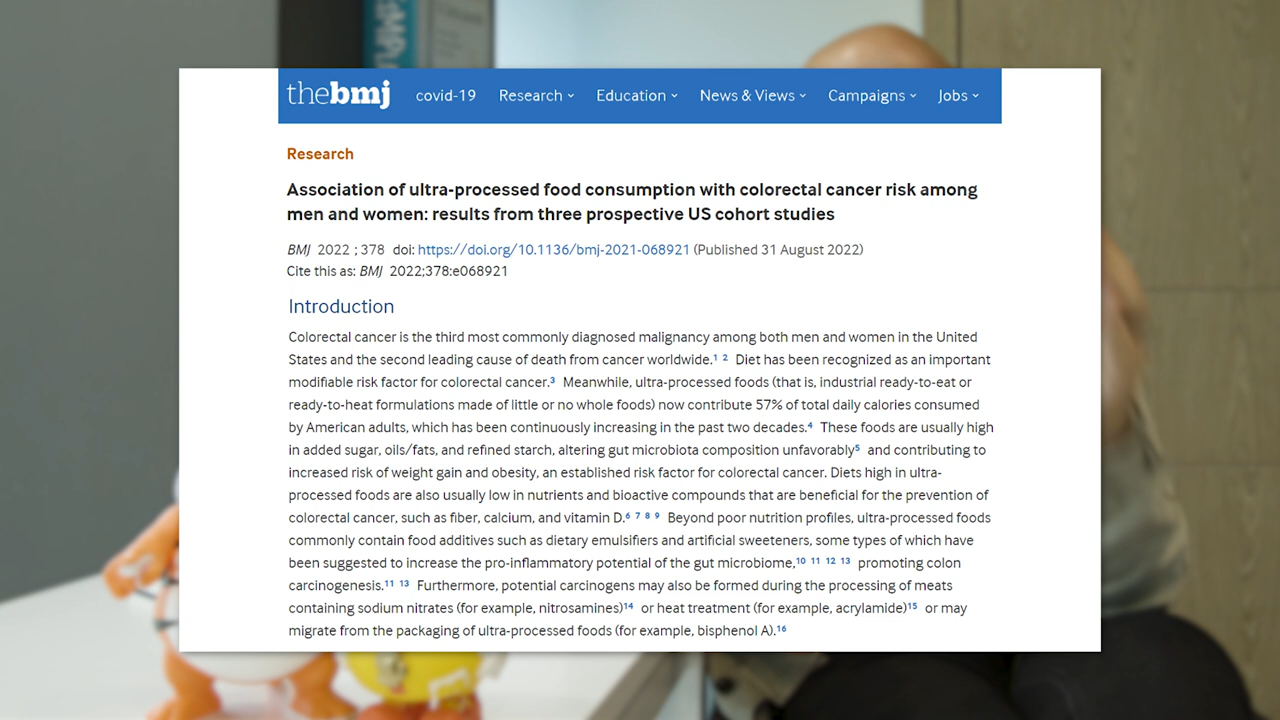 thebmj covid-19 Research Education News & Views Campaigns Jobs
Research
Association of ultra-processed food consumption with colorectal cancer risk among
men and women: results from three prospective US cohort studies
BMJ 2022 ; 378 doi: https://doi.org/10.1136/bmj-2021-068921 (Published 31 August 2022)
Cite this as: BMJ 2022;378:e068921
Introduction
Colorectal cancer is the third most commonly diagnosed malignancy among both men and women in the United
States and the second leading cause of death from cancer worldwide.1 2 Diet has been recognized as an important
modifiable risk factor for colorectal cancer.3 Meanwhile, ultra-processed foods (that is, industrial ready-to-eat or
ready-to-heat formulations made of little or no whole foods) now contribute 57% of total daily calories consumed
by American adults, which has been continuously increasing in the past two decades.4 These foods are usually high
in added sugar, oils/fats, and refined starch, altering gut microbiota composition unfavorably5 and contributing to
increased risk of weight gain and obesity, an established risk factor for colorectal cancer. Diets high in ultra-
processed foods are also usually low in nutrients and bioactive compounds that are beneficial for the prevention of
colorectal cancer, such as fiber, calcium, and vitamin D.6 7 8 9 Beyond poor nutrition profiles, ultra-processed foods
commonly contain food additives such as dietary emulsifiers and artificial sweeteners, some types of which have
been suggested to increase the pro-inflammatory potential of the gut microbiome,10 11 12 13 promoting colon
carcinogenesis.11 13 Furthermore, potential carcinogens may also be formed during the processing of meats
containing sodium nitrates (for example, nitrosamines)14 or heat treatment (for example, acrylamide)15 or may
migrate from the packaging of ultra-processed foods (for example, bisphenol A).16